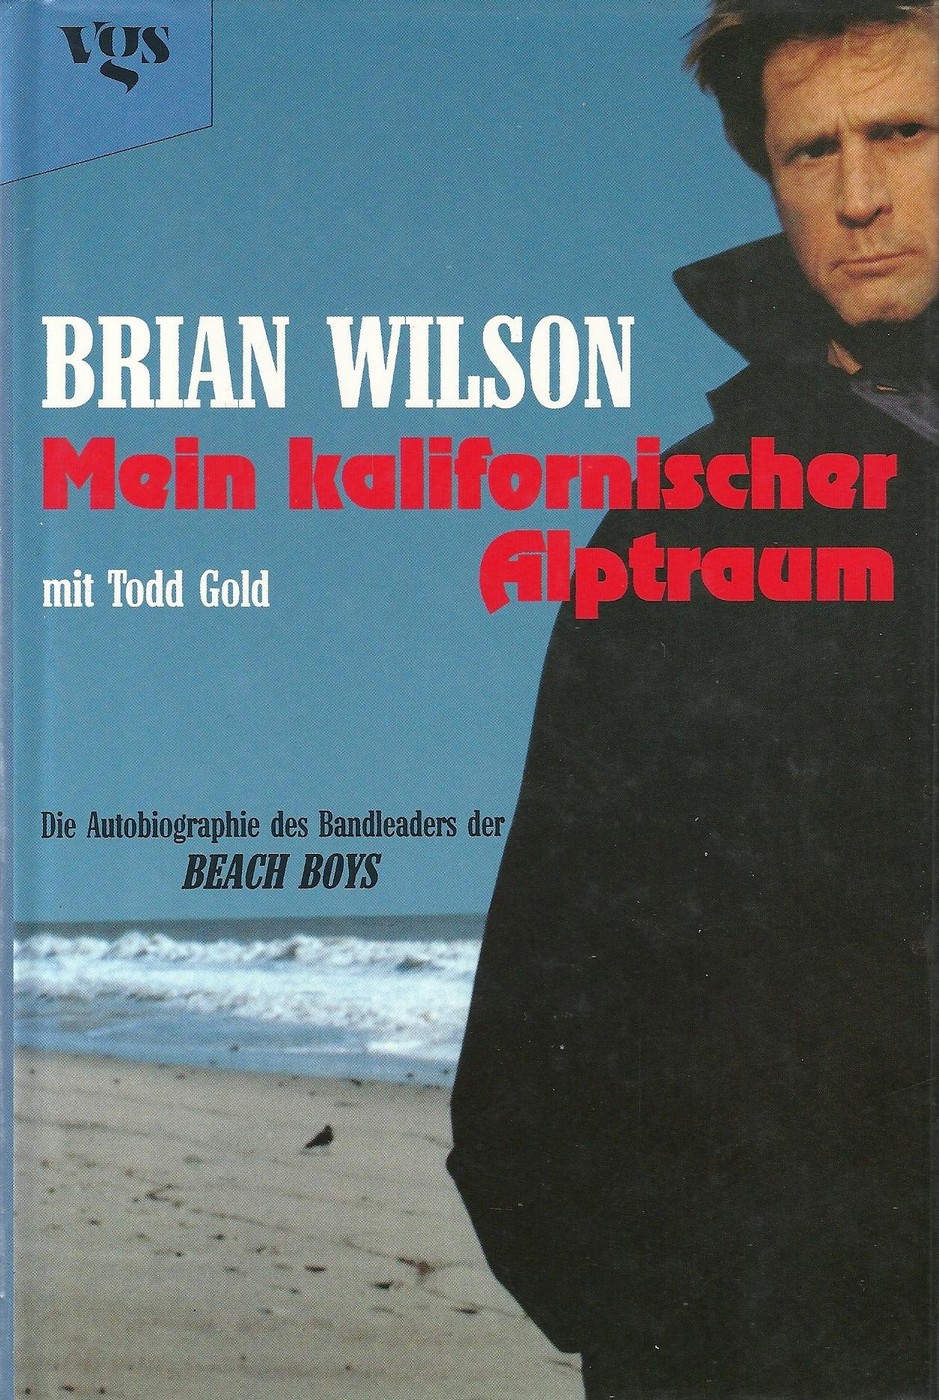 vgs
BRIAN WILSON
Mein kalifornischer
Alptraum
mit Todd Gold
Die Autobiographie des Bandleaders der
BEACH BOYS